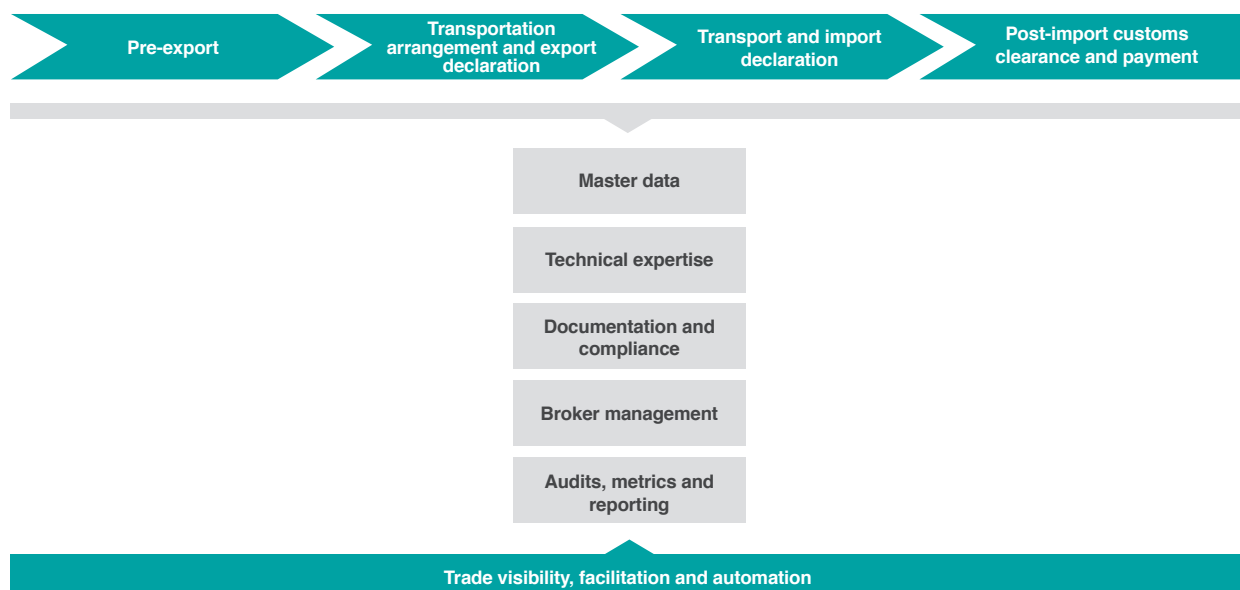 Pre-export
Transportation
arrangement and export
declaration
Transport and import
declaration
Post-import customs
clearance and payment
Master data
Technical expertise
Documentation and
compliance
Broker management
Audits, metrics and
reporting
Trade visibility, facilitation and automation